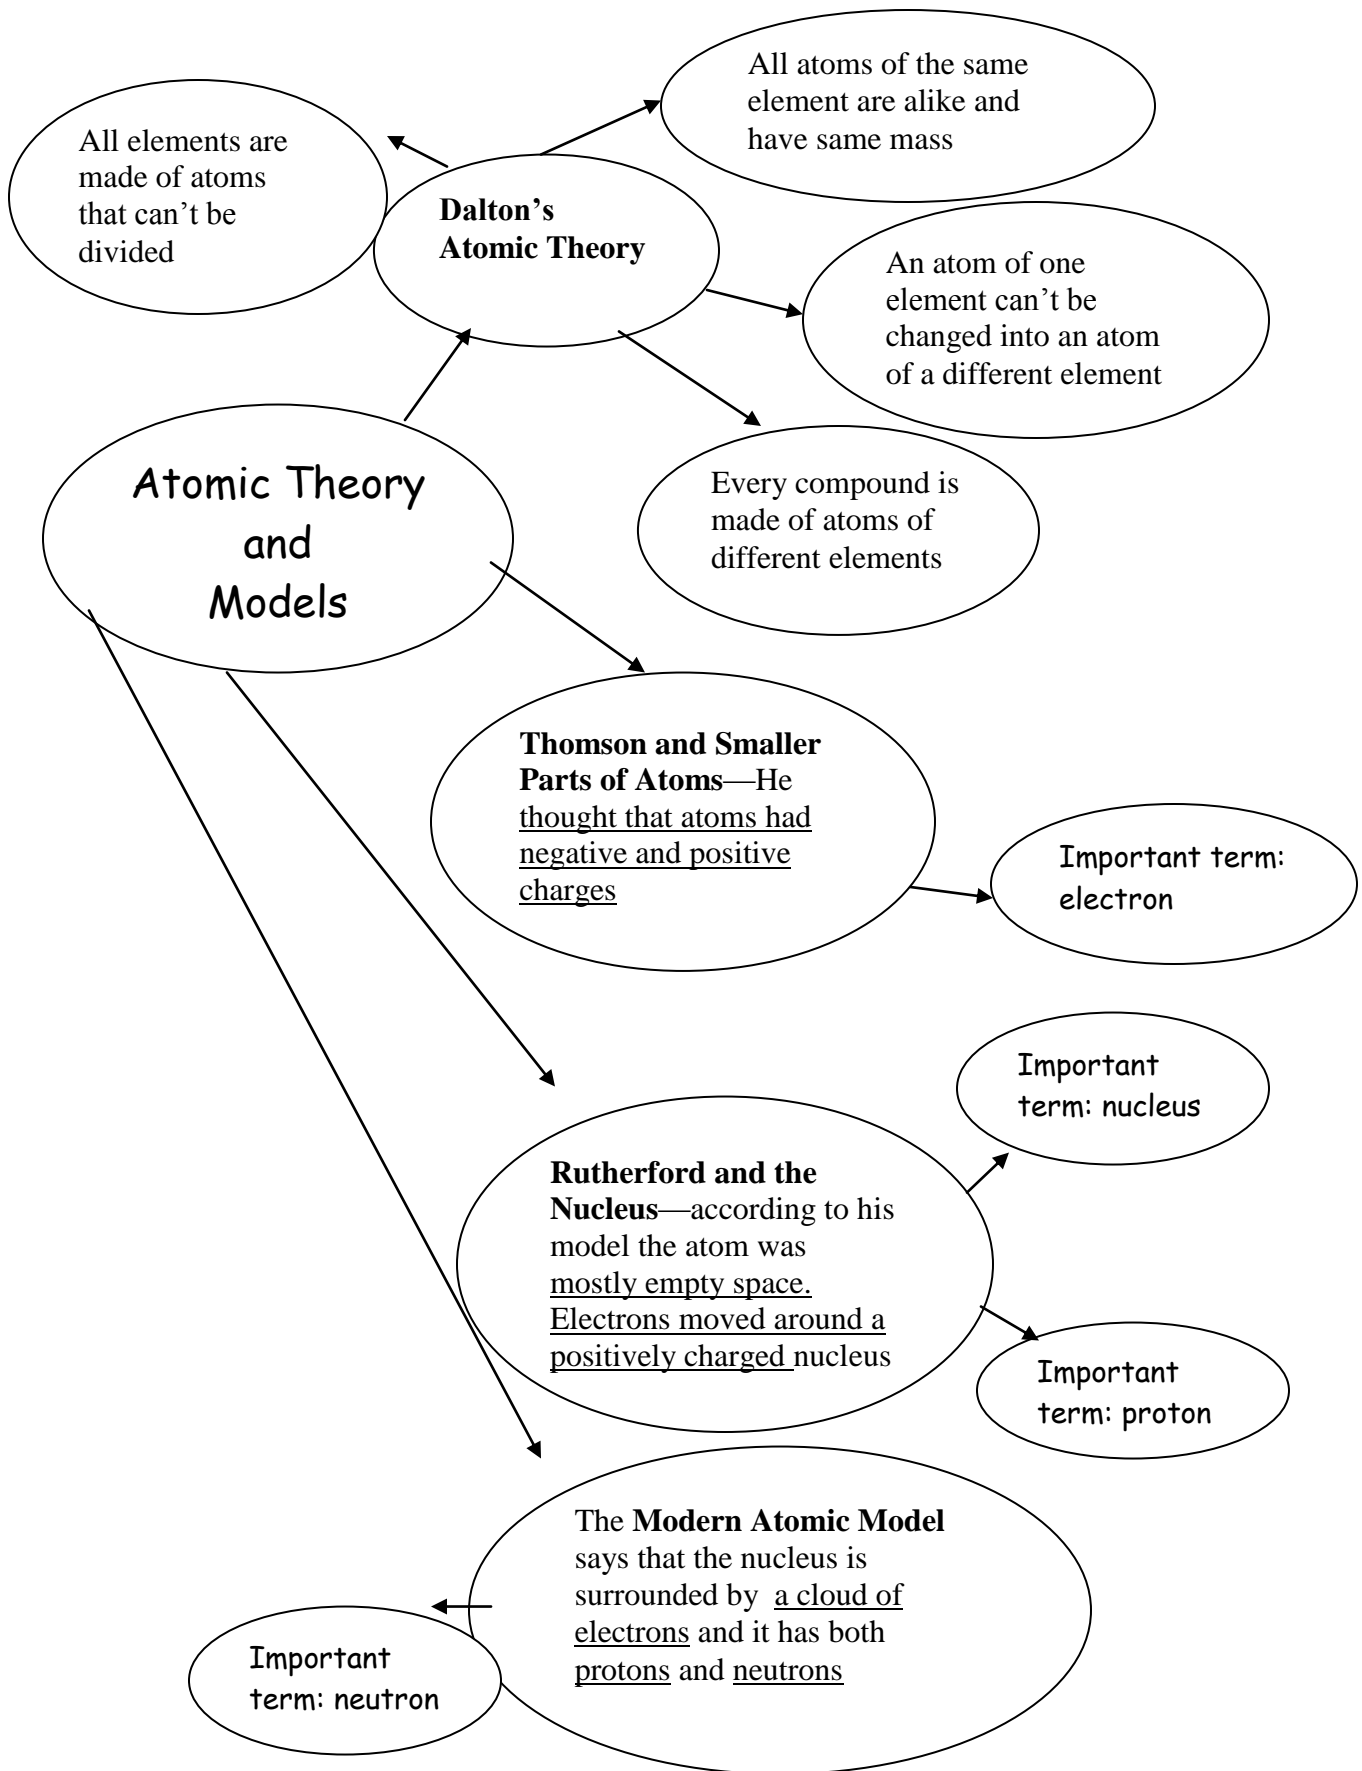 All atoms of the same
element are alike and
have same mass
All elements are
made of atoms
that can’t be
divided
Dalton’s
Atomic Theory
An atom of one
element can’t be
changed into an atom
of a different element
Atomic Theory
and
Models
Every compound is
made of atoms of
different elements
Thomson and Smaller
Parts of Atoms—He
thought that atoms had
negative and positive
charges
Important term:
electron
Important
term: nucleus
Rutherford and the
Nucleus—according to his
model the atom was
mostly empty space.
Electrons moved around a
positively charged nucleus
Important
term: proton
The Modern Atomic Model
says that the nucleus is
surrounded by a cloud of
electrons and it has both
protons and neutrons
Important
term: neutron